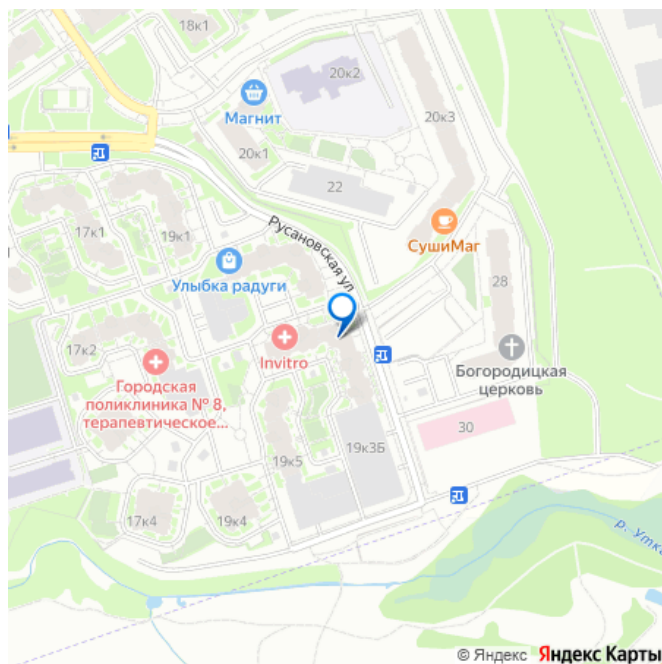 18к1
20к2
Магнит
20к3
20к1
22
17к1
19к1
Русановская ул.
СушиМаг
Улыбка радуги
28
17к2
Invitro
Богородицкая
церковь
Городская
поликлиника № 8,
терапевтическое...
30
19к3Б
19к5
17к4
19к4
р. Утка
© Яндекс Яндекс Карты